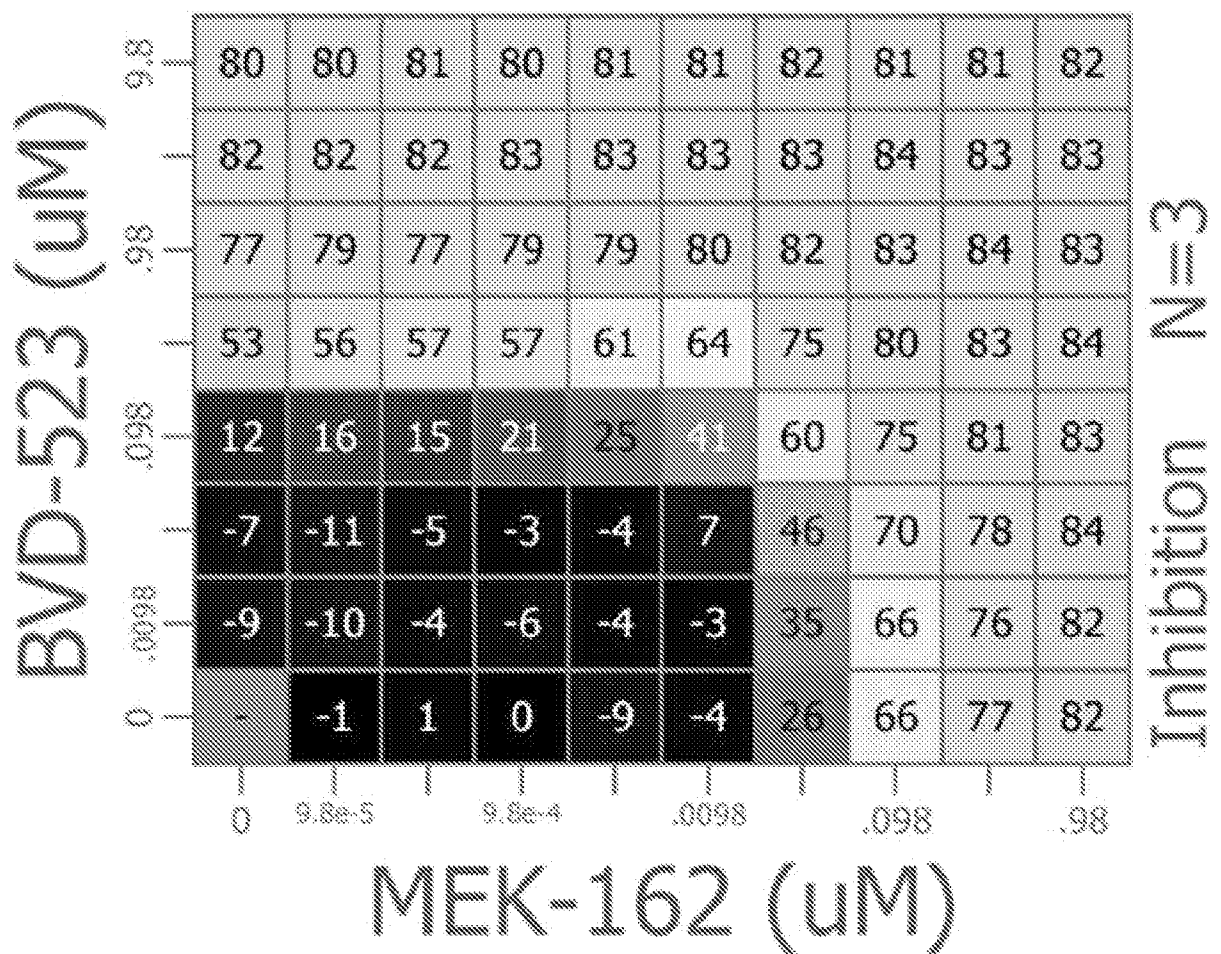 BVD-523 (uM)
9.8 80 80 81 80 81 81 82 81 81 82
82 82 82 83 83 83 83 84 83 83
.98 77 79 77 79 79 80 82 83 84 83
53 56 57 57 61 64 75 80 83 84
.098 12 16 15 21 25 41 60 75 81 83
-7 -11 -5 -3 -4 7 46 70 78 84
.0098 -9 -10 -4 -6 -4 -3 35 66 76 82
0 - -1 1 0 -9 -4 26 66 77 82
0 9.8e-5 9.8e-4 .0098 .098 .98
MEK-162 (uM)
Inhibition N=3